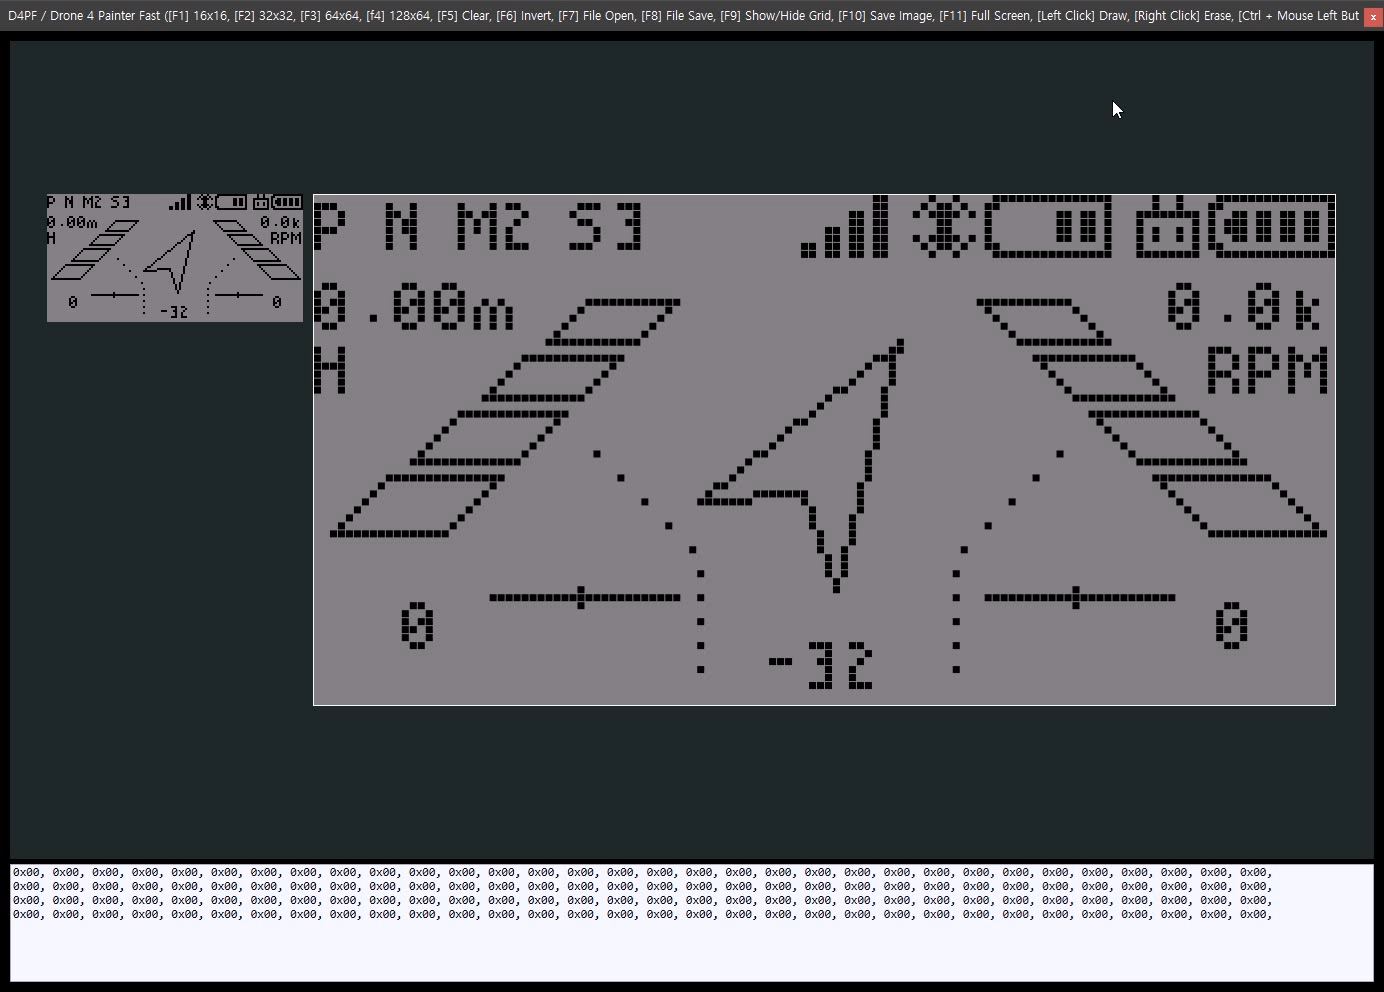 D4PF / Drone 4 Painter Fast ([F1] 16x16, [F2] 32x32, [F3] 64x64, [f4] 128x64, [F5] Clear, [F6] Invert, [F7] File Open, [F8] File Save, [F9] Show/Hide Grid, [F10] Save Image, [F11] Full Screen, [Left Click] Draw, [Right Click] Erase, [Ctrl + Mouse Left But
P N M2 S3
0.00m 0.0k
H RPM
0 0
-32
P N M2 S3
0.00m 0.0k
H RPM
0 0
-32
0x00, 0x00, 0x00, 0x00, 0x00, 0x00, 0x00, 0x00, 0x00, 0x00, 0x00, 0x00, 0x00, 0x00, 0x00, 0x00, 0x00, 0x00, 0x00, 0x00, 0x00, 0x00, 0x00, 0x00, 0x00, 0x00, 0x00, 0x00, 0x00, 0x00, 0x00, 0x00,
0x00, 0x00, 0x00, 0x00, 0x00, 0x00, 0x00, 0x00, 0x00, 0x00, 0x00, 0x00, 0x00, 0x00, 0x00, 0x00, 0x00, 0x00, 0x00, 0x00, 0x00, 0x00, 0x00, 0x00, 0x00, 0x00, 0x00, 0x00, 0x00, 0x00, 0x00, 0x00,
0x00, 0x00, 0x00, 0x00, 0x00, 0x00, 0x00, 0x00, 0x00, 0x00, 0x00, 0x00, 0x00, 0x00, 0x00, 0x00, 0x00, 0x00, 0x00, 0x00, 0x00, 0x00, 0x00, 0x00, 0x00, 0x00, 0x00, 0x00, 0x00, 0x00, 0x00, 0x00,
0x00, 0x00, 0x00, 0x00, 0x00, 0x00, 0x00, 0x00, 0x00, 0x00, 0x00, 0x00, 0x00, 0x00, 0x00, 0x00, 0x00, 0x00, 0x00, 0x00, 0x00, 0x00, 0x00, 0x00, 0x00, 0x00, 0x00, 0x00, 0x00, 0x00, 0x00, 0x00,